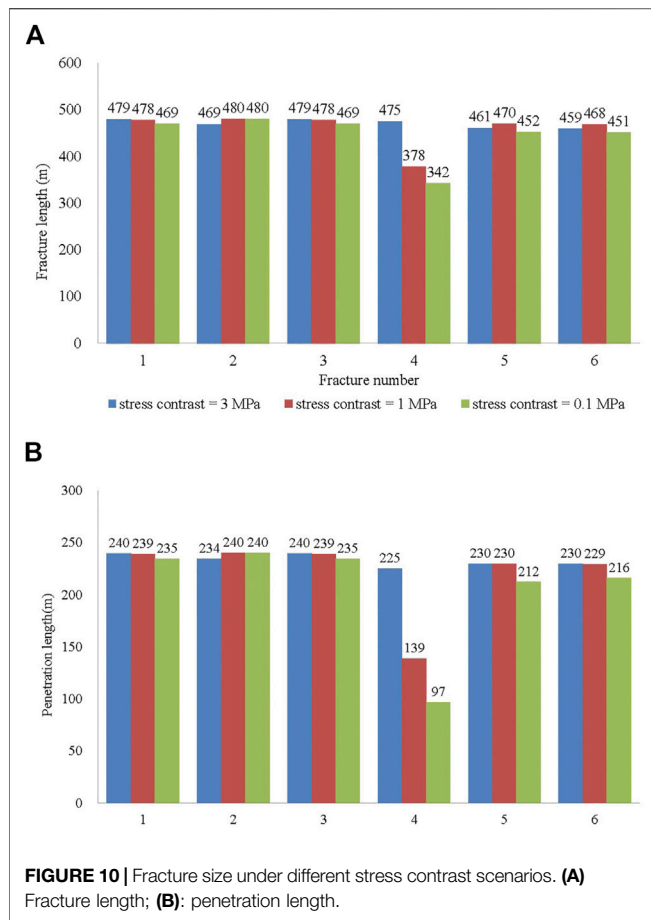 A
600
500
400
300
200
100
0
Fracture length (m)
479 478 469
469 480 480
479 478 469
475 378 342
461 470 452
459 468 451
1 2 3 4 5 6
Fracture number
stress contrast = 3 MPa stress contrast = 1 MPa stress contrast = 0.1 MPa
B
300
250
200
150
100
50
0
Penetration length(m)
240 239 235
234 240 240
240 239 235
225 139 97
230 230 212
230 229 216
1 2 3 4 5 6
FIGURE 10 | Fracture size under different stress contrast scenarios. (A)
Fracture length; (B): penetration length.